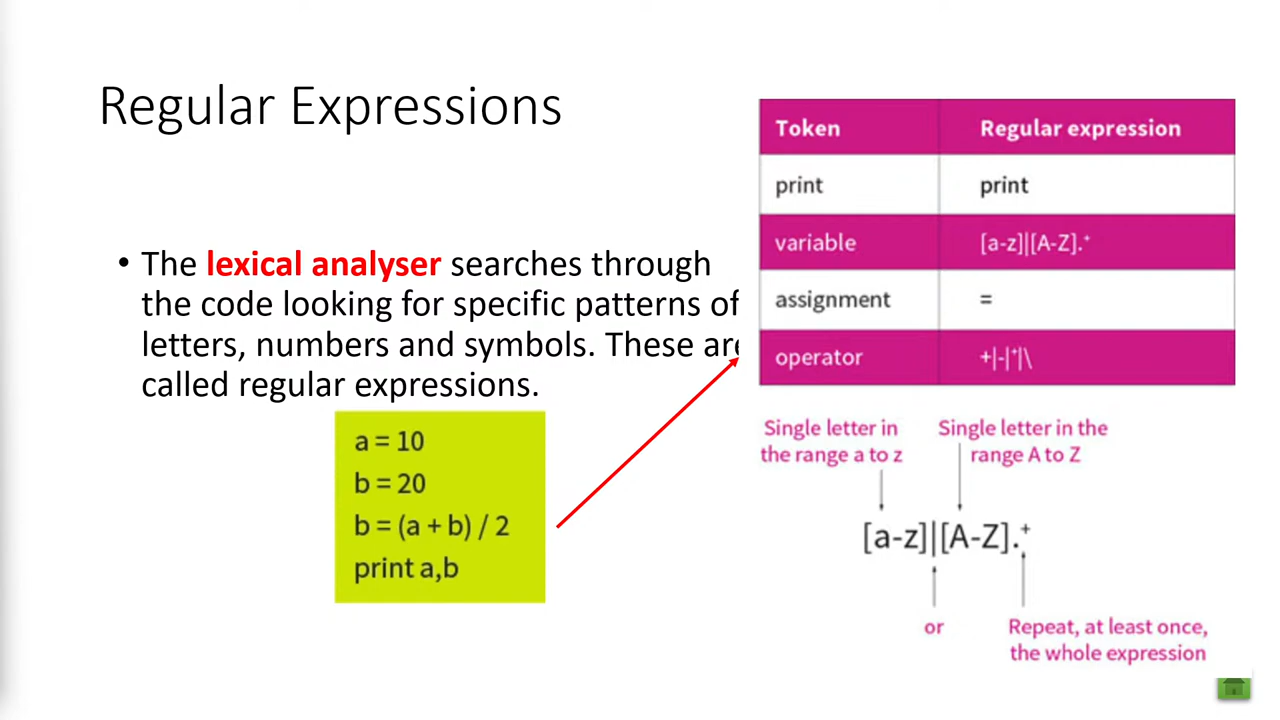 Regular Expressions
• The lexical analyser searches through
the code looking for specific patterns of
letters, numbers and symbols. These are
called regular expressions.
a = 10
b = 20
b = (a + b) / 2
print a,b
Token Regular expression
print print
variable [a-z]|[A-Z].⁺
assignment =
operator +|-|⁺|\
Single letter in
the range a to z
Single letter in the
range A to Z
[a-z]|[A-Z].⁺
or
Repeat, at least once,
the whole expression